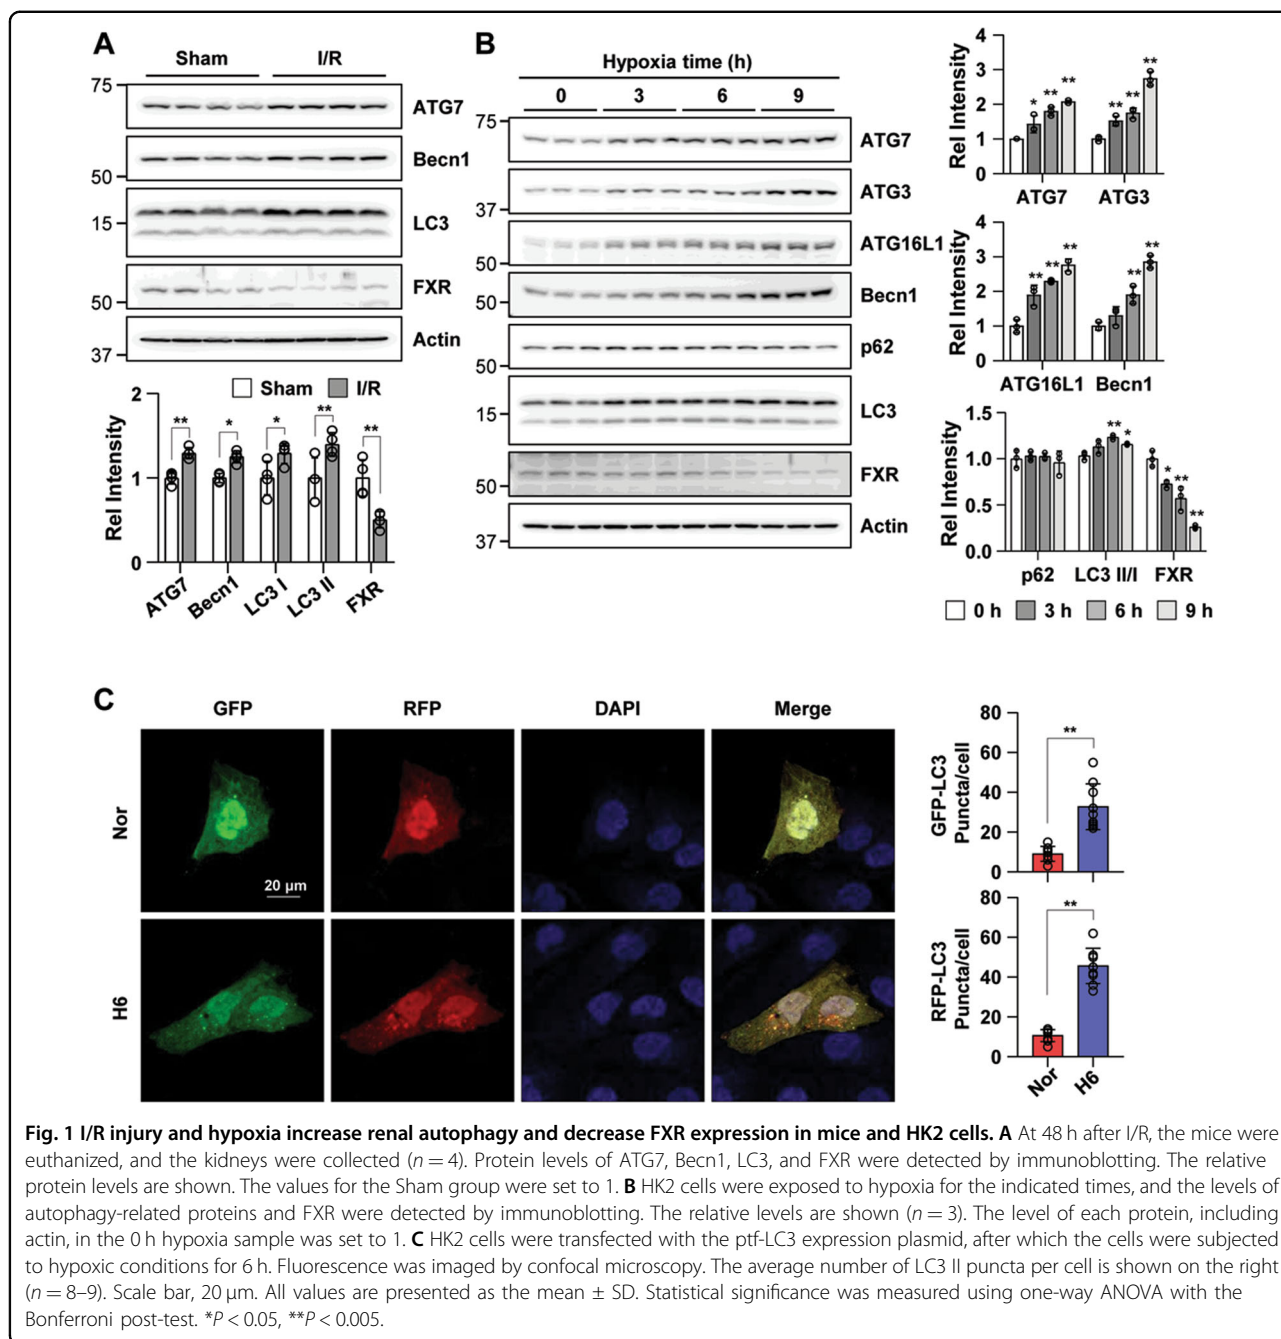 A
Sham I/R
75
ATG7
Becn1
50
15
LC3
FXR
50
Actin
37
Sham I/R
Rel Intensity
2
1
0
** * * ** **
ATG7 Becn1 LC3 I LC3 II FXR
B
Hypoxia time (h)
0 3 6 9
75
ATG7
ATG3
37
ATG16L1
50
Becn1
50
p62
50
LC3
15
FXR
50
Actin
37
Rel Intensity
4
3
2
1
0
* ** ** ** ** **
ATG7 ATG3
Rel Intensity
4
3
2
1
0
** ** ** ** **
ATG16L1 Becn1
Rel Intensity
1.5
1.0
0.5
0.0
** * * ** **
p62 LC3 II/I FXR
0 h 3 h 6 h 9 h
C
GFP RFP DAPI Merge
Nor
20 μm
H6
GFP-LC3
Puncta/cell
80
60
40
20
0
**
RFP-LC3
Puncta/cell
80
60
40
20
0
**
Nor H6
Fig. 1 I/R injury and hypoxia increase renal autophagy and decrease FXR expression in mice and HK2 cells. A At 48 h after I/R, the mice were
euthanized, and the kidneys were collected (n = 4). Protein levels of ATG7, Becn1, LC3, and FXR were detected by immunoblotting. The relative
protein levels are shown. The values for the Sham group were set to 1. B HK2 cells were exposed to hypoxia for the indicated times, and the levels of
autophagy-related proteins and FXR were detected by immunoblotting. The relative levels are shown (n = 3). The level of each protein, including
actin, in the 0 h hypoxia sample was set to 1. C HK2 cells were transfected with the ptf-LC3 expression plasmid, after which the cells were subjected
to hypoxic conditions for 6 h. Fluorescence was imaged by confocal microscopy. The average number of LC3 II puncta per cell is shown on the right
(n = 8–9). Scale bar, 20 μm. All values are presented as the mean ± SD. Statistical significance was measured using one-way ANOVA with the
Bonferroni post-test. *P < 0.05, **P < 0.005.